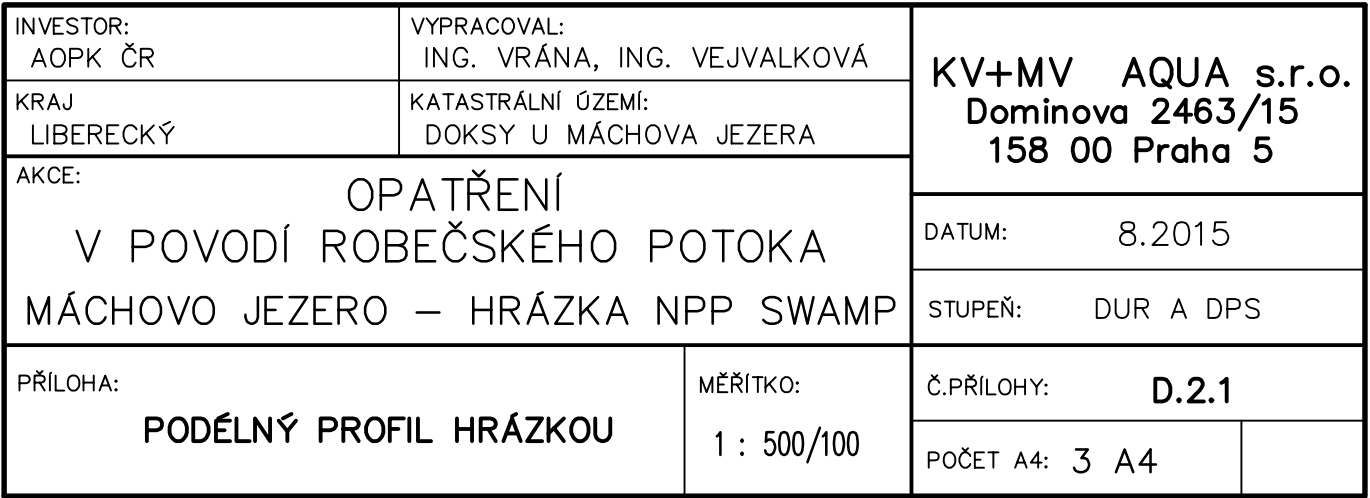 INVESTOR:
AOPK ČR
VYPRACOVAL:
ING. VRÁNA, ING. VEJVALKOVÁ
KRAJ
LIBERECKÝ
KATASTRÁLNÍ ÚZEMÍ:
DOKSY U MÁCHOVA JEZERA
KV+MV AQUA s.r.o.
Dominova 2463/15
158 00 Praha 5
AKCE:
OPATŘENÍ
V POVODÍ ROBEČSKÉHO POTOKA
MÁCHOVO JEZERO – HRÁZKA NPP SWAMP
DATUM: 8.2015
STUPEŇ: DUR A DPS
PŘÍLOHA:
PODÉLNÝ PROFIL HRÁZKOU
MĚŘÍTKO:
1 : 500/100
Č.PŘÍLOHY: D.2.1
POČET A4: 3 A4